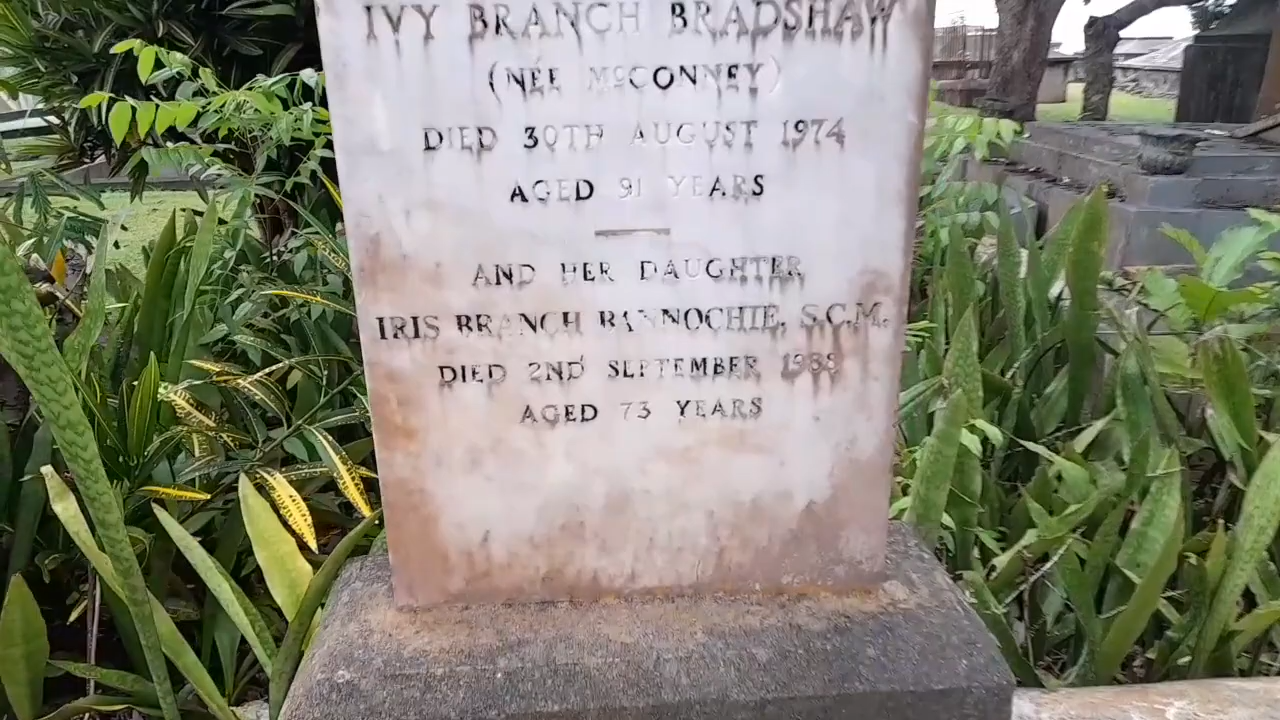 IVY BRANCH BRADSHAW
(NÉE McCONNEY)
DIED 30TH AUGUST 1974
AGED 91 YEARS
AND HER DAUGHTER
IRIS BRANCH BANNOCHIE, S.C.M.
DIED 2ND SEPTEMBER 1988
AGED 73 YEARS